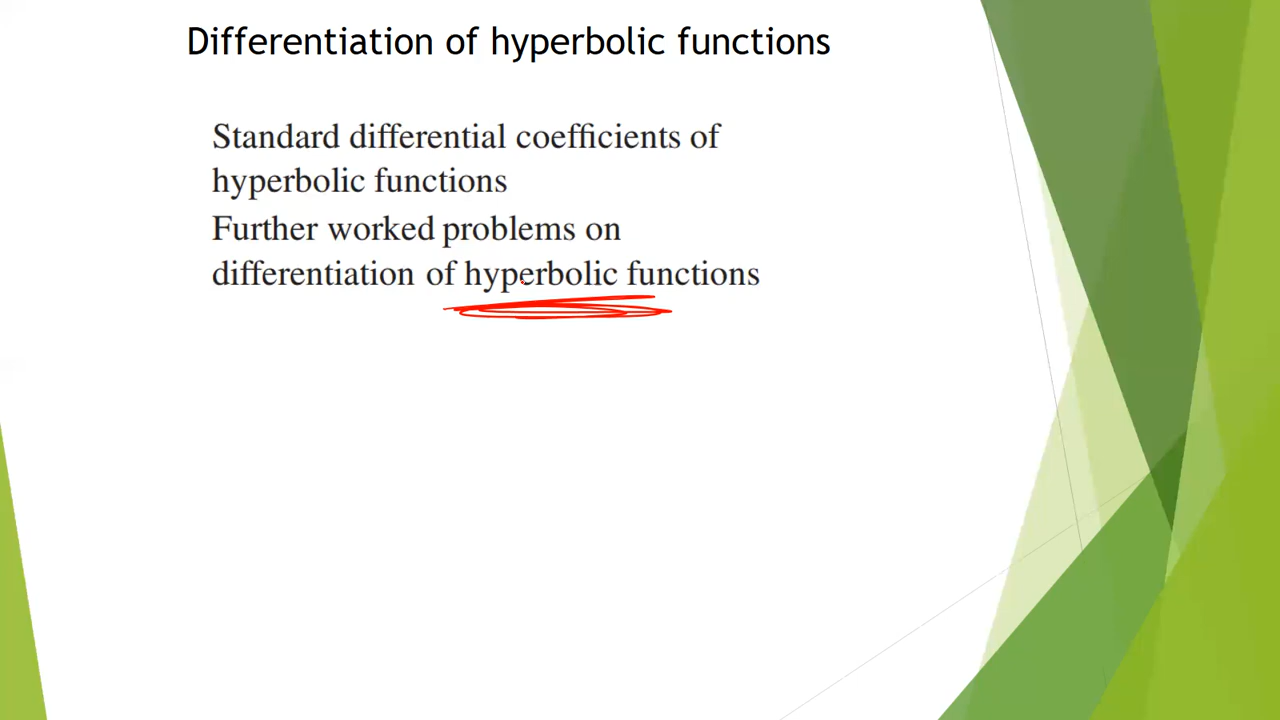 Differentiation of hyperbolic functions
Standard differential coefficients of
hyperbolic functions
Further worked problems on
differentiation of hyperbolic functions